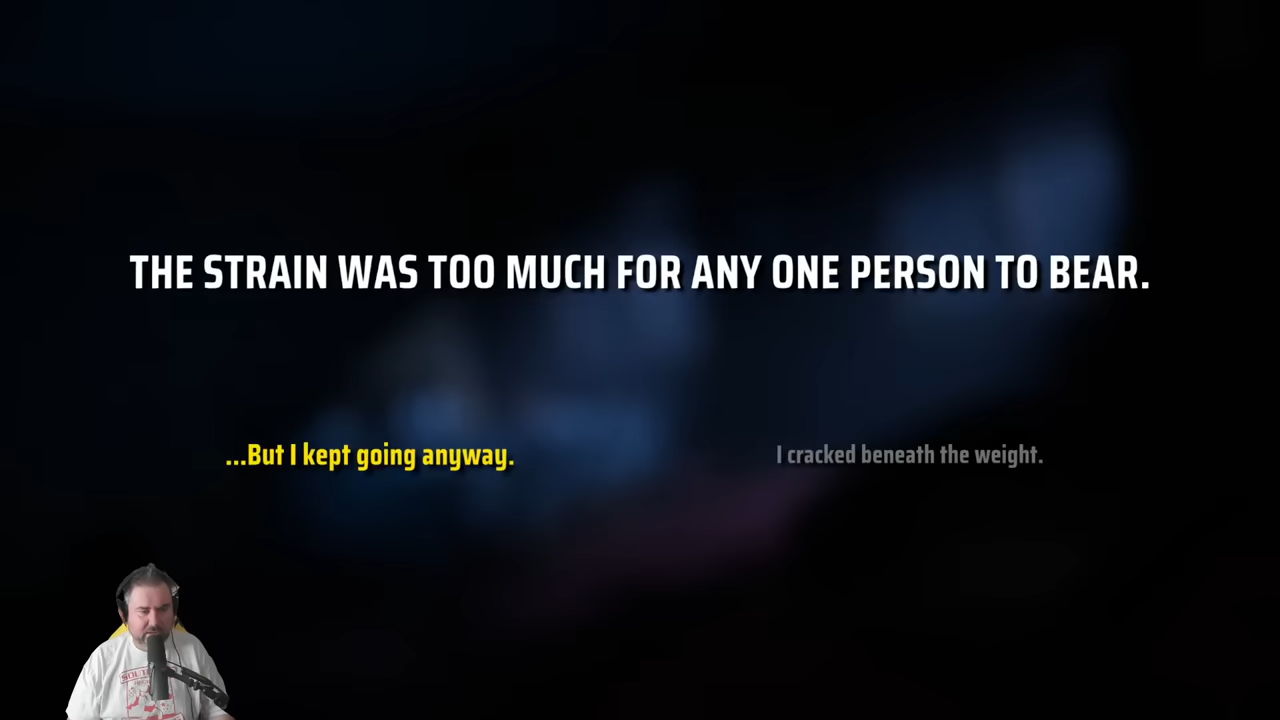 THE STRAIN WAS TOO MUCH FOR ANY ONE PERSON TO BEAR.
...But I kept going anyway.
I cracked beneath the weight.